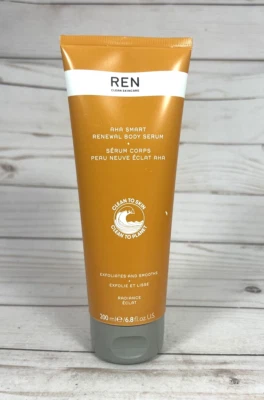 REN
CLEAN SKINCARE
AHA SMART
RENEWAL BODY SERUM
•
SÉRUM CORPS
PEAU NEUVE ÉCLAT AHA
CLEAN TO SKIN
CLEAN TO PLANET
EXFOLIATES AND SMOOTHS
•
EXFOLIE ET LISSE
RADIANCE
ÉCLAT
200 ml ℮ 6.8 fl.oz U.S.